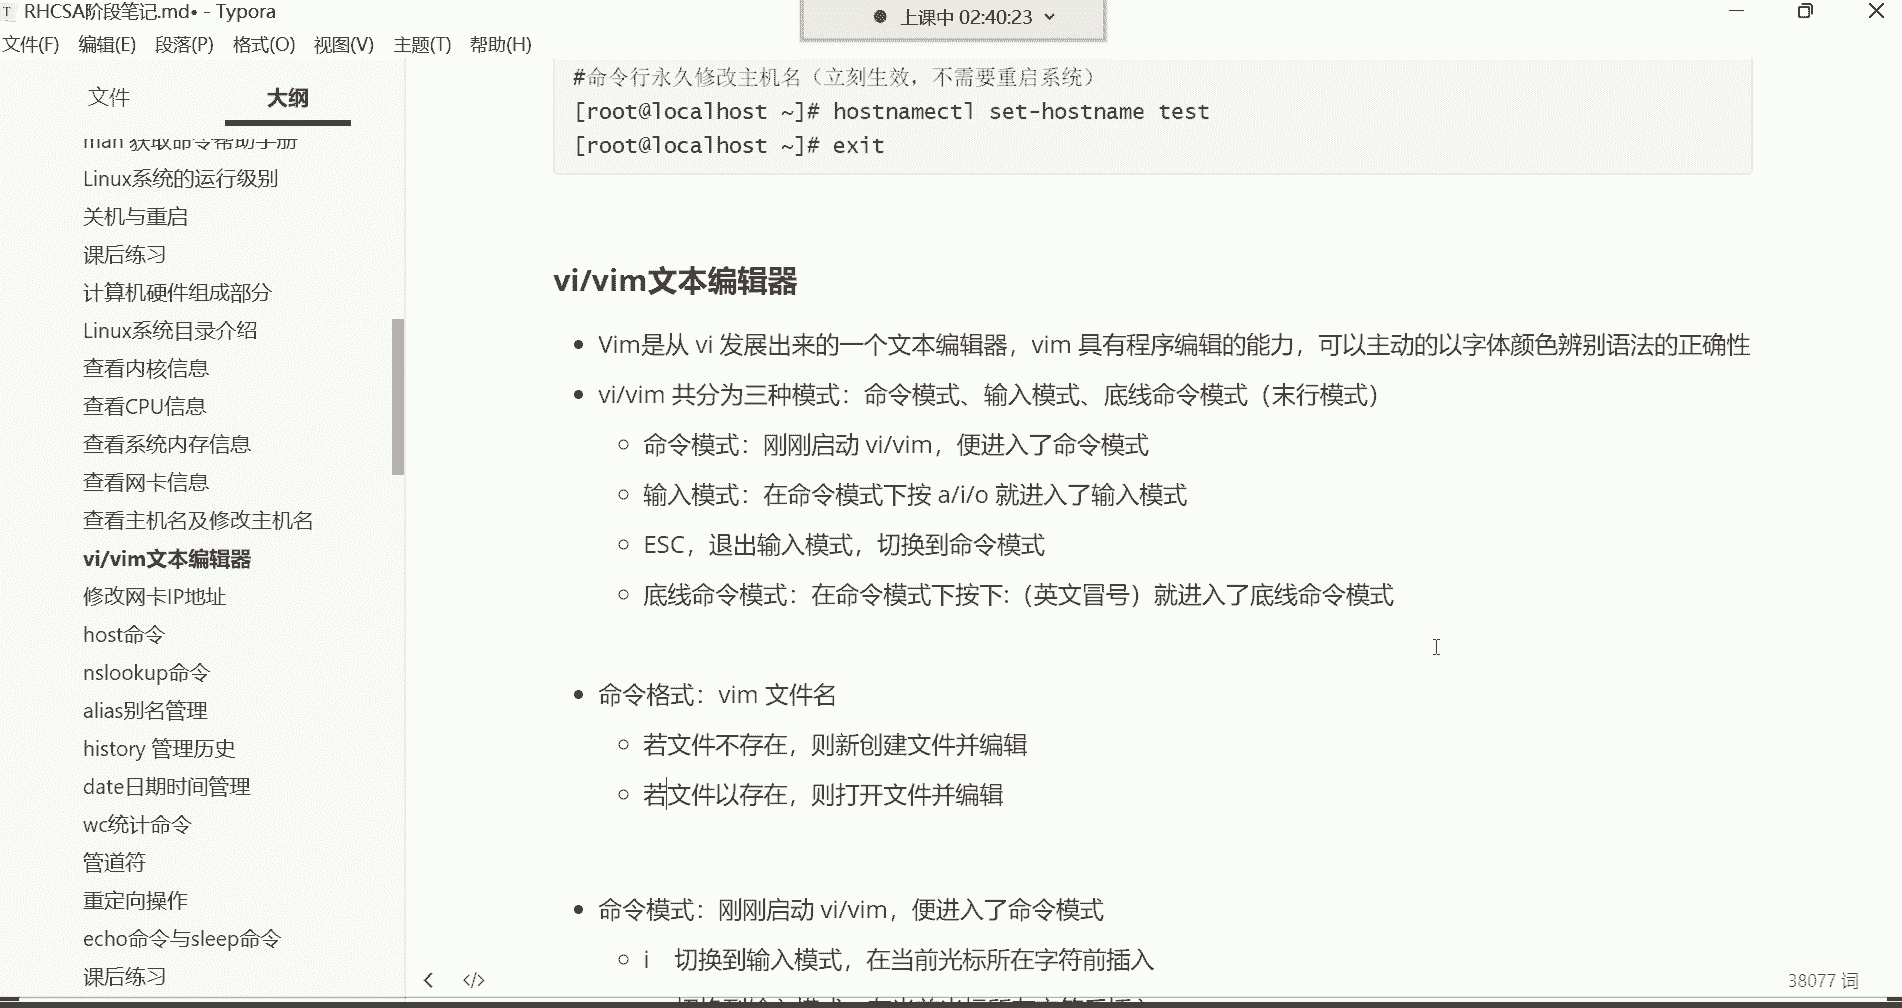 RHCSA阶段笔记.md• - Typora
上课中 02:40:23
文件(F) 编辑(E) 段落(P) 格式(O) 视图(V) 主题(T) 帮助(H)
文件 大纲
man 获取命令帮助手册
Linux系统的运行级别
关机与重启
课后练习
计算机硬件组成部分
Linux系统目录介绍
查看内核信息
查看CPU信息
查看系统内存信息
查看网卡信息
查看主机名及修改主机名
vi/vim文本编辑器
修改网卡IP地址
host命令
nslookup命令
alias别名管理
history 管理历史
date日期时间管理
wc统计命令
管道符
重定向操作
echo命令与sleep命令
课后练习
#命令行永久修改主机名（立刻生效，不需要重启系统）
[root@localhost ~]# hostnamectl set-hostname test
[root@localhost ~]# exit
vi/vim文本编辑器
Vim是从 vi 发展出来的一个文本编辑器，vim 具有程序编辑的能力，可以主动的以字体颜色辨别语法的正确性
vi/vim 共分为三种模式：命令模式、输入模式、底线命令模式（末行模式）
命令模式：刚刚启动 vi/vim，便进入了命令模式
输入模式：在命令模式下按 a/i/o 就进入了输入模式
ESC，退出输入模式，切换到命令模式
底线命令模式：在命令模式下按下:（英文冒号）就进入了底线命令模式
命令格式：vim 文件名
若文件不存在，则新创建文件并编辑
若文件以存在，则打开文件并编辑
命令模式：刚刚启动 vi/vim，便进入了命令模式
i 切换到输入模式，在当前光标所在字符前插入
38077 词